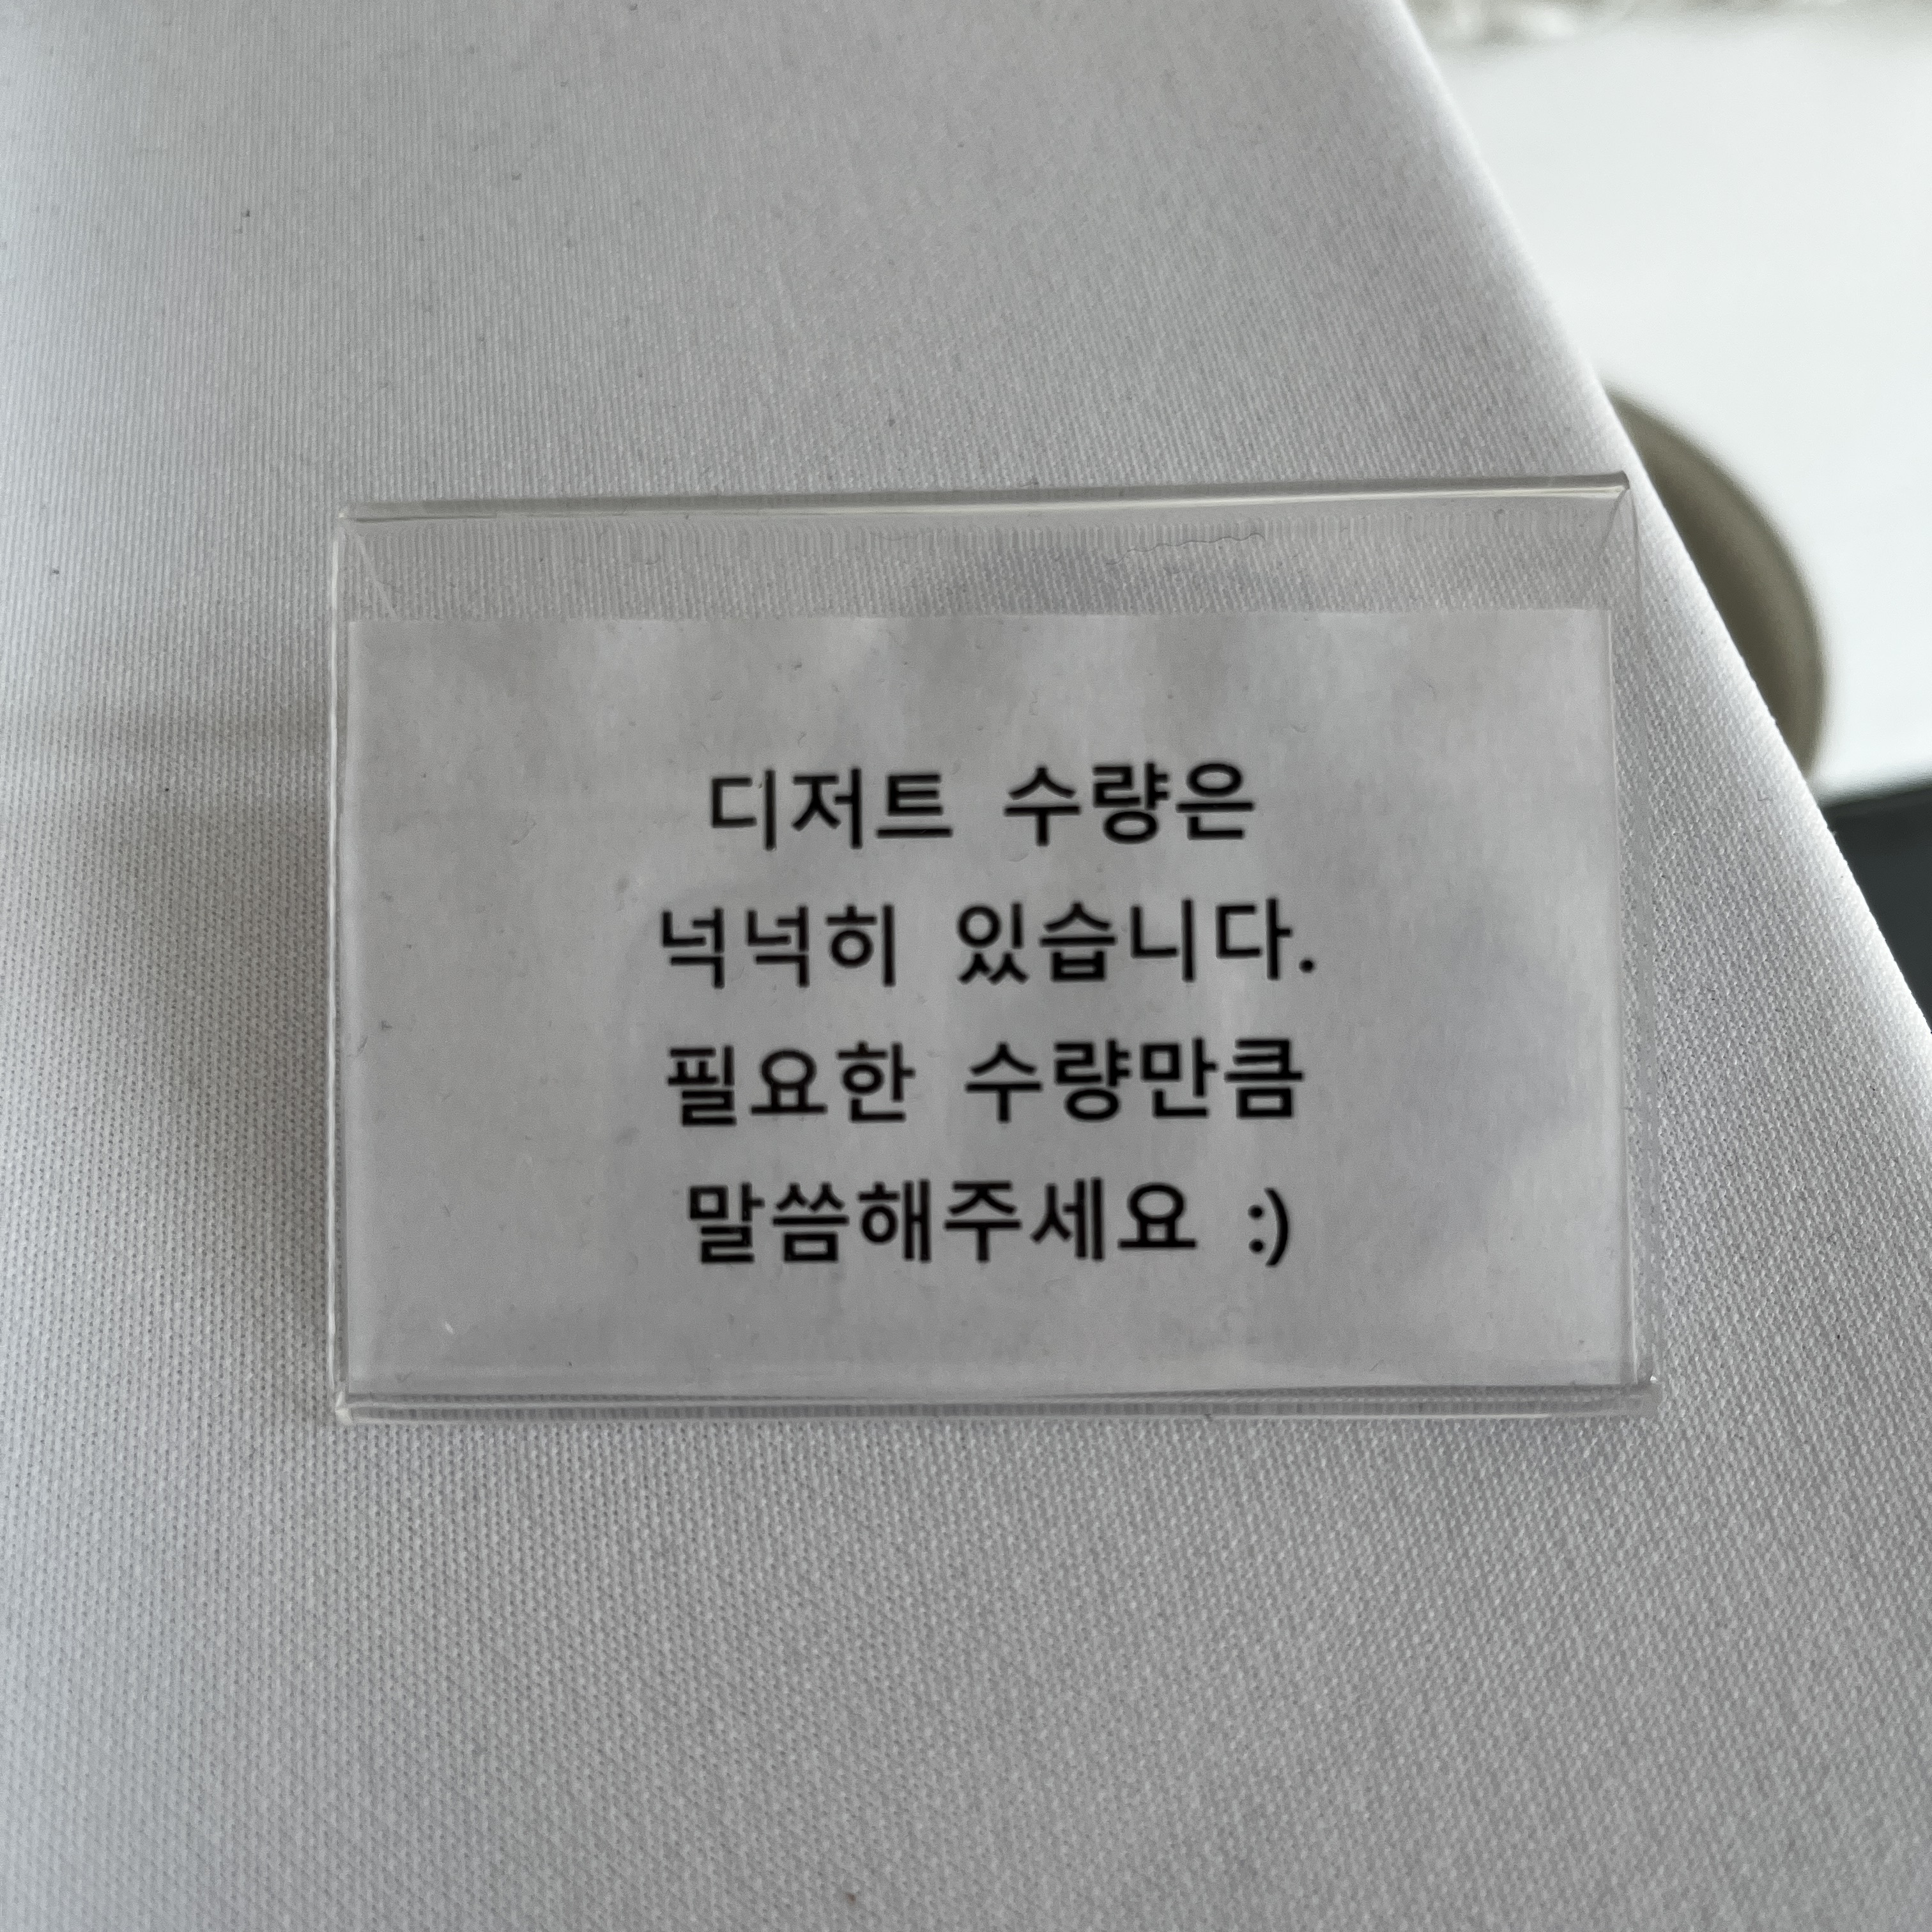 디저트 수량은
넉넉히 있습니다.
필요한 수량만큼
말씀해주세요 :)